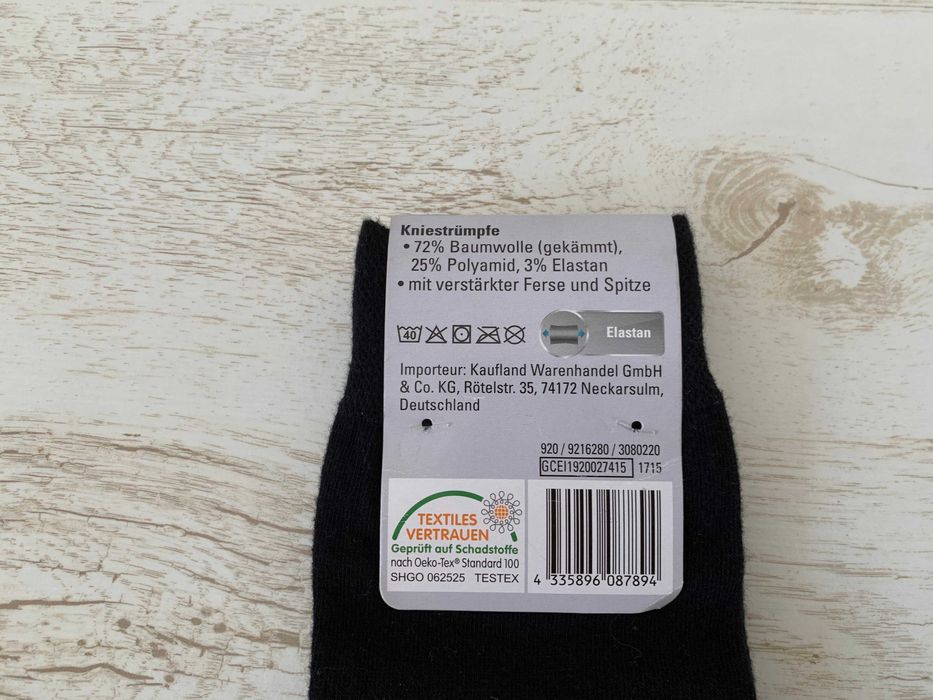 Kniestrümpfe
• 72% Baumwolle (gekämmt),
25% Polyamid, 3% Elastan
• mit verstärkter Ferse und Spitze
40
Elastan
Importeur: Kaufland Warenhandel GmbH
& Co. KG, Rötelstr. 35, 74172 Neckarsulm,
Deutschland
920 / 9216280 / 3080220
GCEI1920027415 1715
TEXTILES
VERTRAUEN
Geprüft auf Schadstoffe
nach Oeko-Tex® Standard 100
SHGO 062525 TESTEX
4 335896 087894